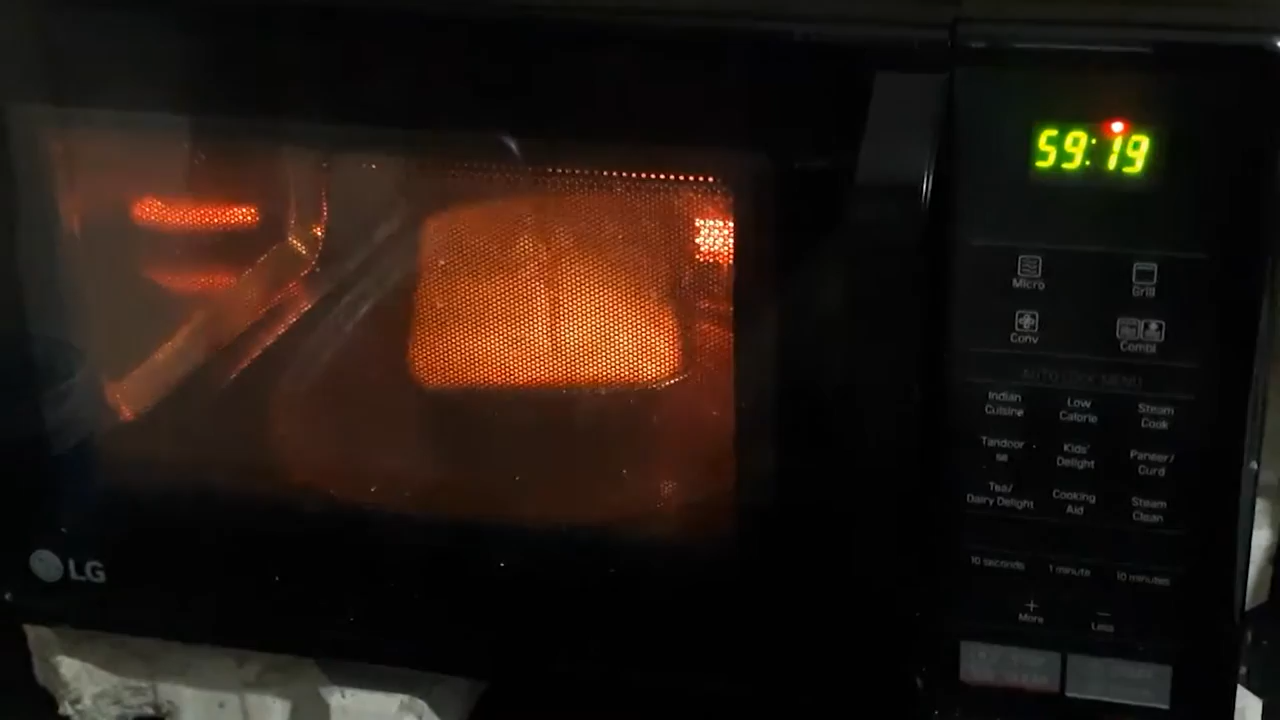 59:19
Micro
Grill
Conv
Combi
AUTO COOK MENU
Indian Cuisine
Low Calorie
Steam Cook
Tandoor se
Kids' Delight
Paneer/ Curd
Tea/ Dairy Delight
Cooking Aid
Steam Clean
10 seconds
1 minute
10 minutes
+ More
− Less
LG